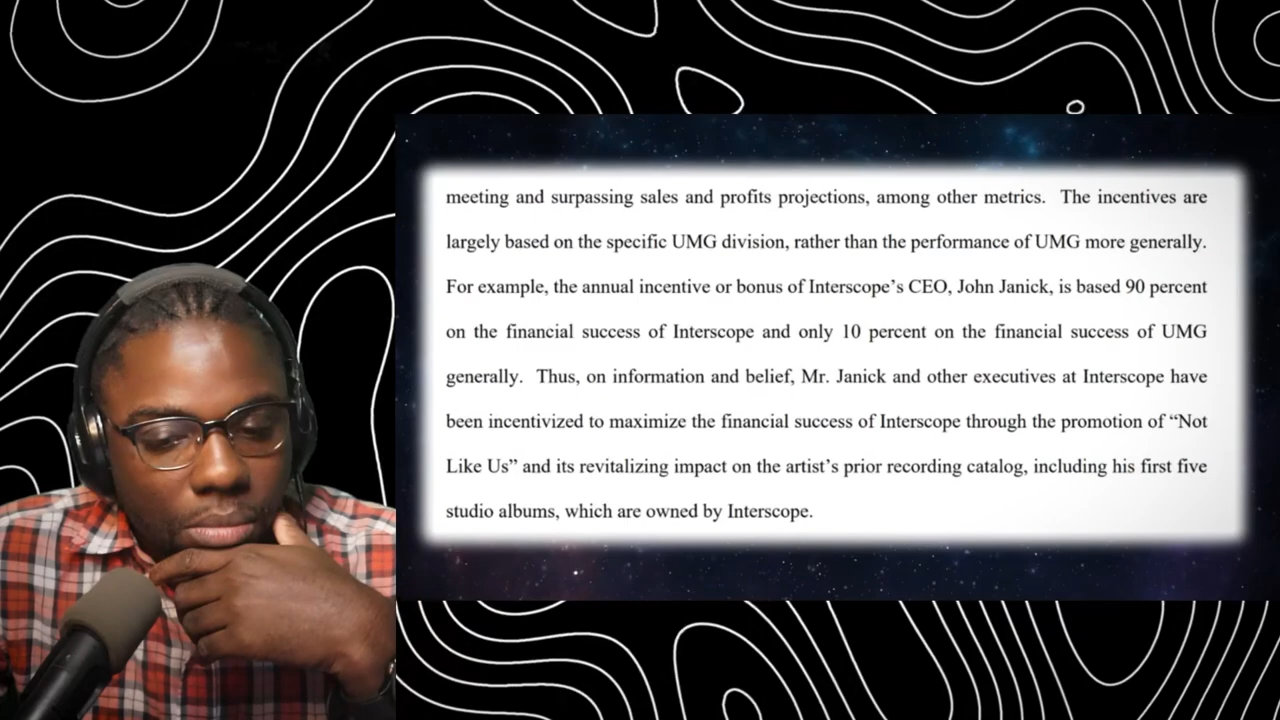 meeting and surpassing sales and profits projections, among other metrics. The incentives are
largely based on the specific UMG division, rather than the performance of UMG more generally.
For example, the annual incentive or bonus of Interscope’s CEO, John Janick, is based 90 percent
on the financial success of Interscope and only 10 percent on the financial success of UMG
generally. Thus, on information and belief, Mr. Janick and other executives at Interscope have
been incentivized to maximize the financial success of Interscope through the promotion of “Not
Like Us” and its revitalizing impact on the artist’s prior recording catalog, including his first five
studio albums, which are owned by Interscope.